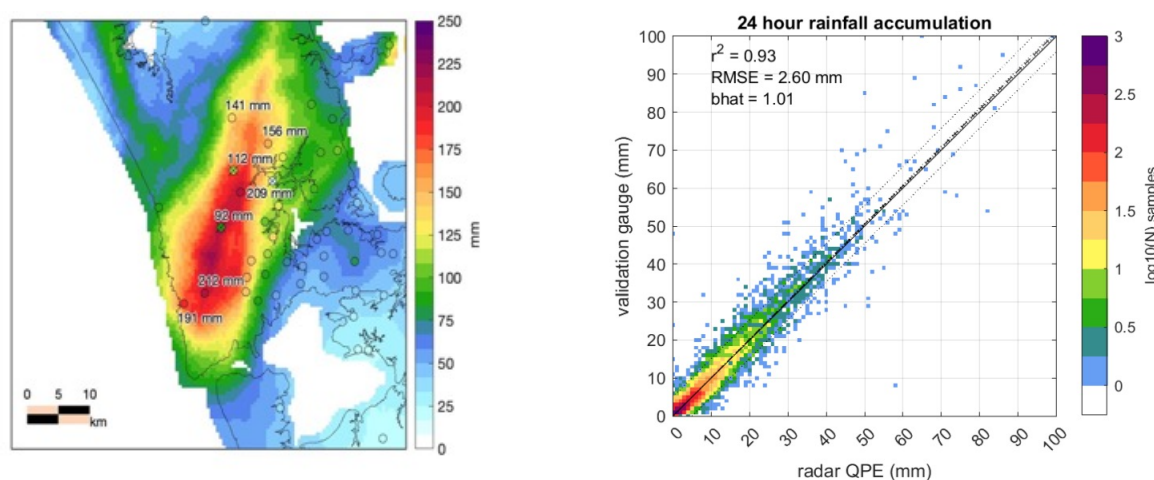 250
225
200
175
150
125
100
75
50
25
0
mm
141 mm
156 mm
112 mm
209 mm
92 mm
212 mm
191 mm
0 5 10
km
24 hour rainfall accumulation
r² = 0.93
RMSE = 2.60 mm
bhat = 1.01
validation gauge (mm)
100
90
80
70
60
50
40
30
20
10
0
0 10 20 30 40 50 60 70 80 90 100
radar QPE (mm)
3
2.5
2
1.5
1
0.5
0
log10(N) samples